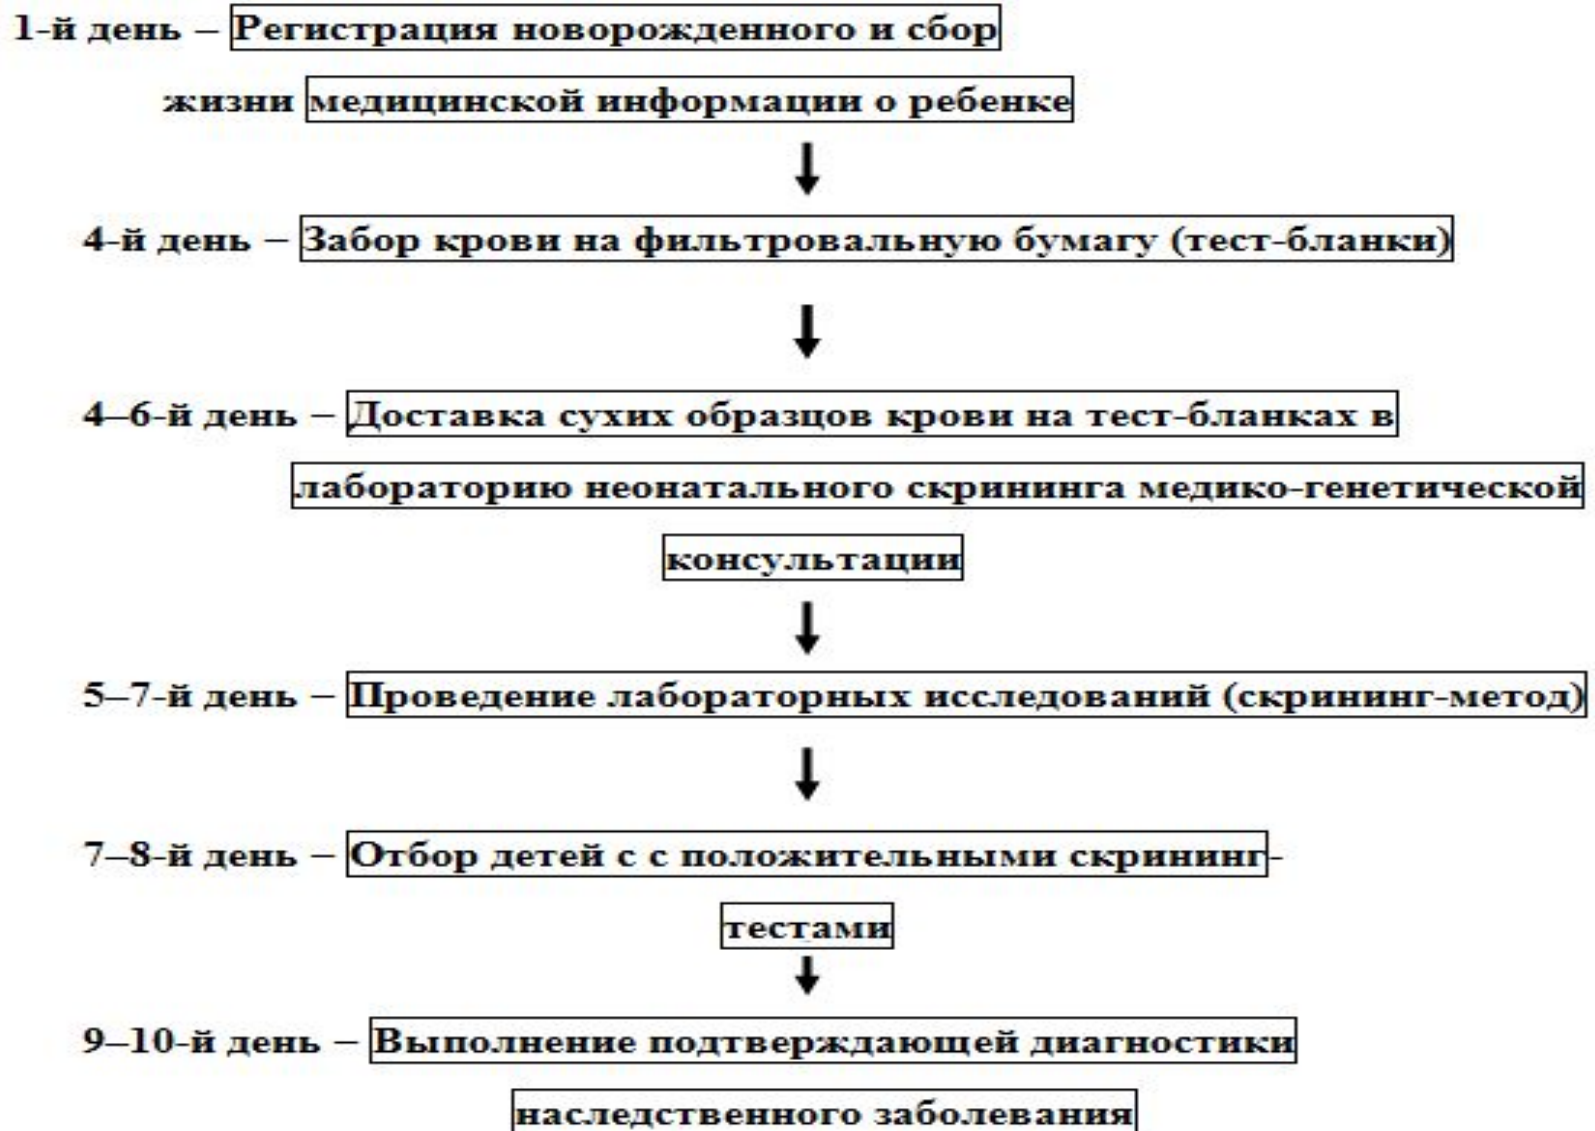 1-й день – Регистрация новорожденного и сбор
жизни медицинской информации о ребенке
4-й день – Забор крови на фильтровальную бумагу (тест-бланки)
4–6-й день – Доставка сухих образцов крови на тест-бланках в
лабораторию неонатального скрининга медико-генетической
консультации
5–7-й день – Проведение лабораторных исследований (скрининг-метод)
7–8-й день – Отбор детей с с положительными скрининг-
тестами
9–10-й день – Выполнение подтверждающей диагностики
наследственного заболевания